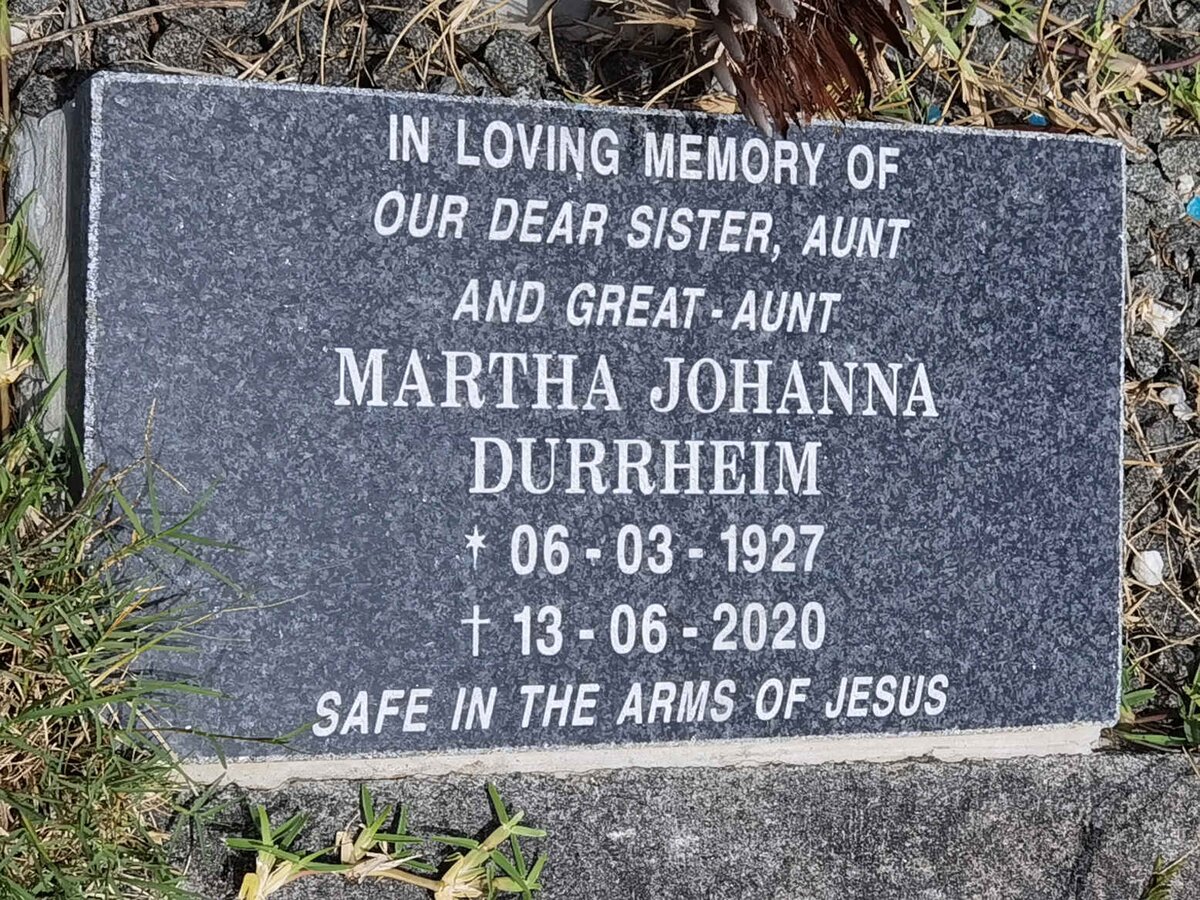 IN LOVING MEMORY OF
OUR DEAR SISTER, AUNT
AND GREAT-AUNT
MARTHA JOHANNA
DURRHEIM
* 06-03-1927
† 13-06-2020
SAFE IN THE ARMS OF JESUS